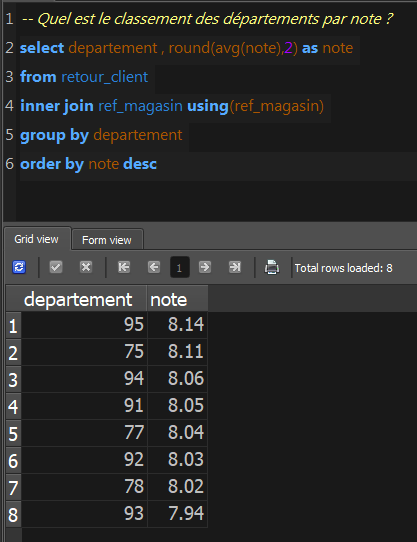 1 -- Quel est le classement des départements par note ?
2 select departement , round(avg(note),2) as note
3 from retour_client
4 inner join ref_magasin using(ref_magasin)
5 group by departement
6 order by note desc
Grid view Form view
1 Total rows loaded: 8
departement note
1 95 8.14
2 75 8.11
3 94 8.06
4 91 8.05
5 77 8.04
6 92 8.03
7 78 8.02
8 93 7.94